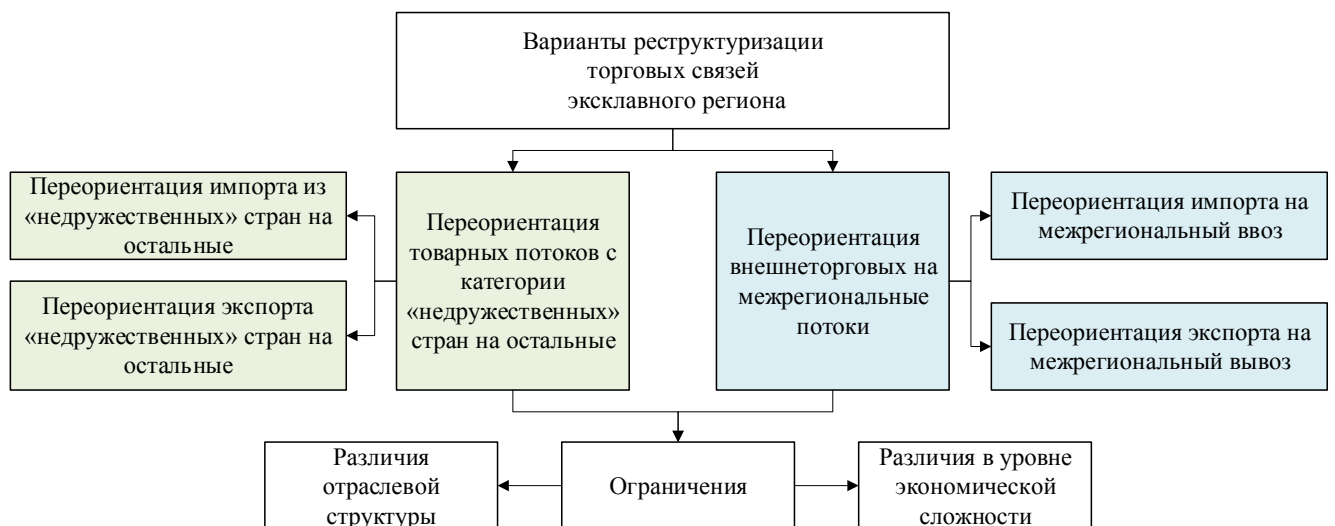 Варианты реструктуризации
торговых связей
эксклавного региона
Переориентация импорта из
«недружественных» стран на
остальные
Переориентация экспорта
«недружественных» стран на
остальные
Переориентация
товарных потоков с
категории
«недружественных»
стран на остальные
Переориентация
внешнеторговых на
межрегиональные
потоки
Переориентация импорта на
межрегиональный ввоз
Переориентация экспорта на
межрегиональный вывоз
Различия
отраслевой
структуры
Ограничения
Различия в уровне
экономической
сложности